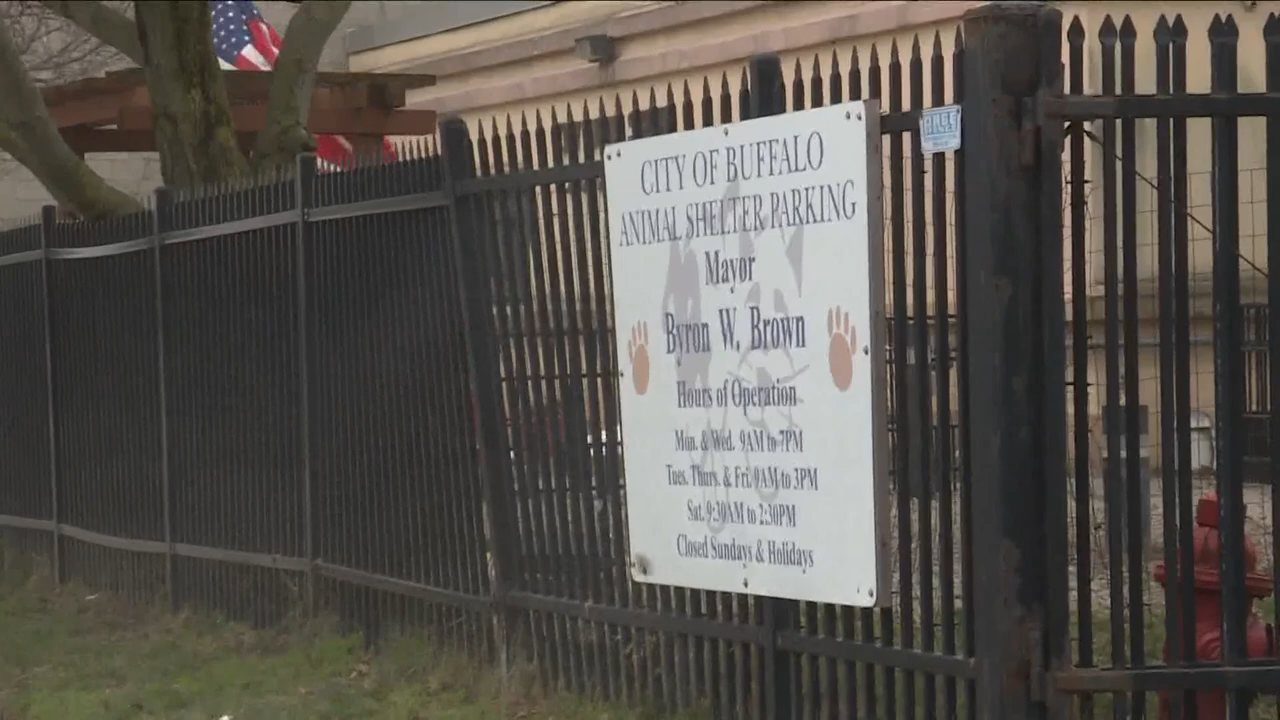 CITY OF BUFFALO
ANIMAL SHELTER PARKING
Mayor
Byron W. Brown
Hours of Operation
Mon. & Wed. 9AM to 7PM
Tues. Thurs. & Fri. 9AM to 3PM
Sat. 9:30AM to 2:30PM
Closed Sundays & Holidays